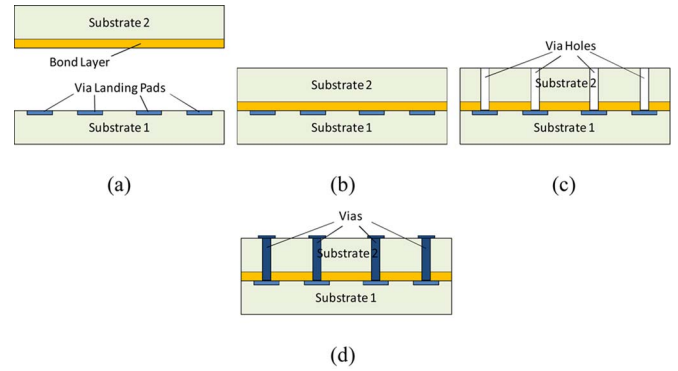 Substrate 2
Bond Layer
Via Landing Pads
Substrate 1
(a)
Substrate 2
Substrate 1
(b)
Via Holes
Substrate 2
Substrate 1
(c)
Vias
Substrate 2
Substrate 1
(d)